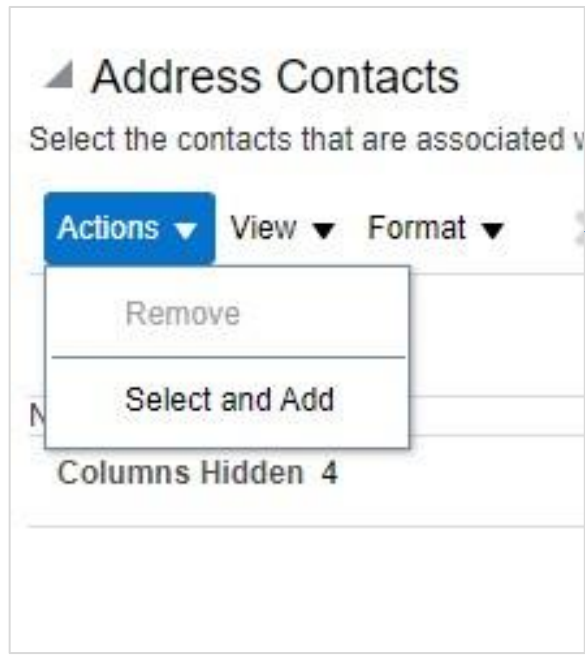 Address Contacts
Select the contacts that are associated
Actions View Format
Remove
Select and Add
Columns Hidden 4